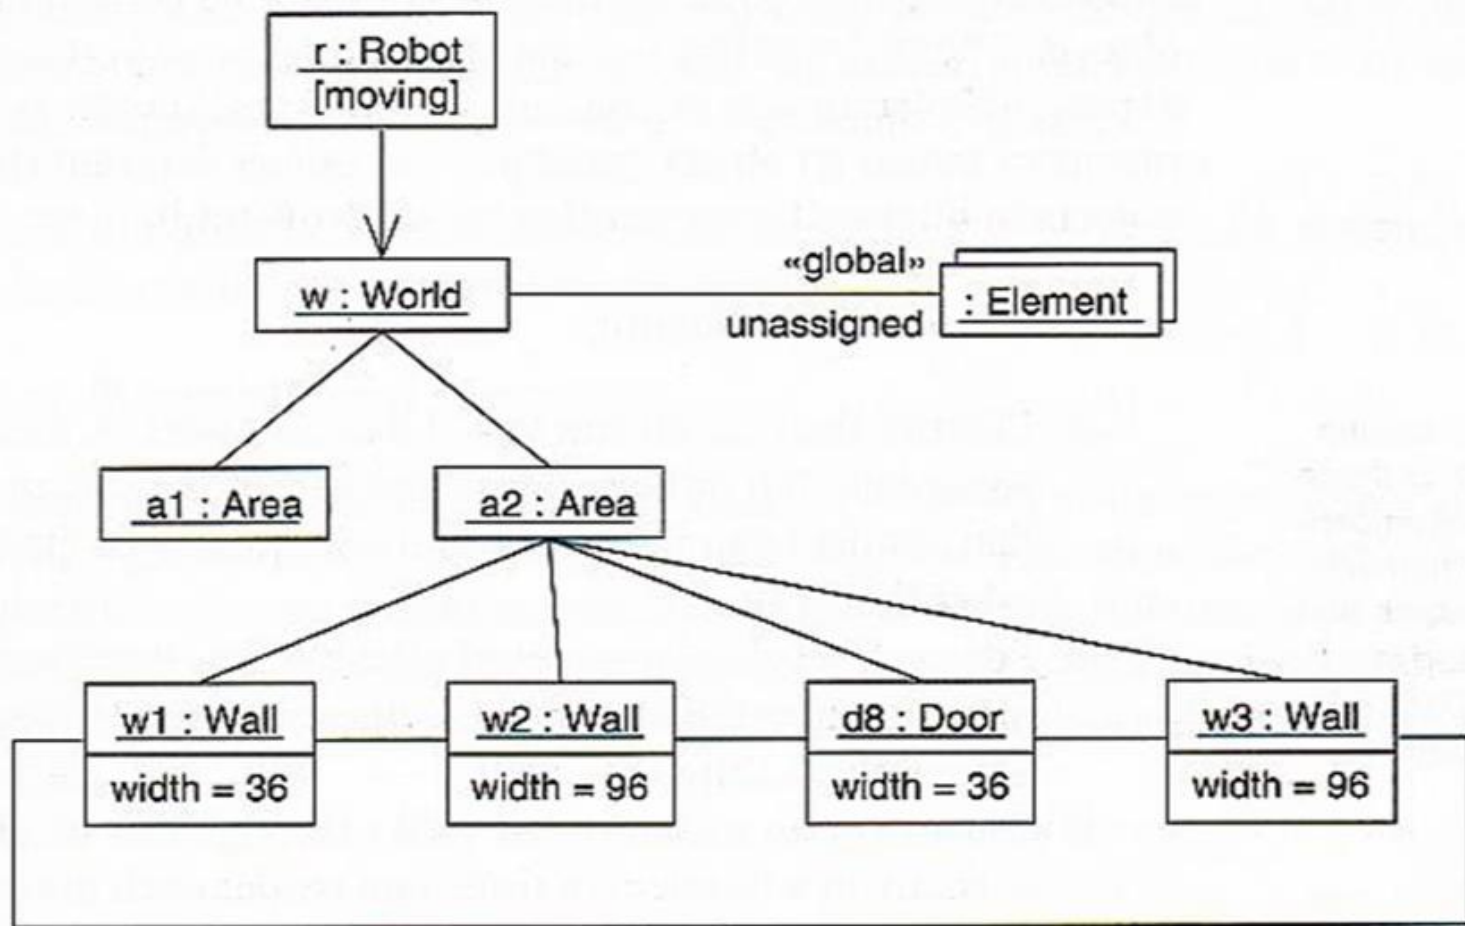 r : Robot
[moving]
w : World
«global»
unassigned
: Element
a1 : Area
a2 : Area
w1 : Wall
width = 36
w2 : Wall
width = 96
d8 : Door
width = 36
w3 : Wall
width = 96